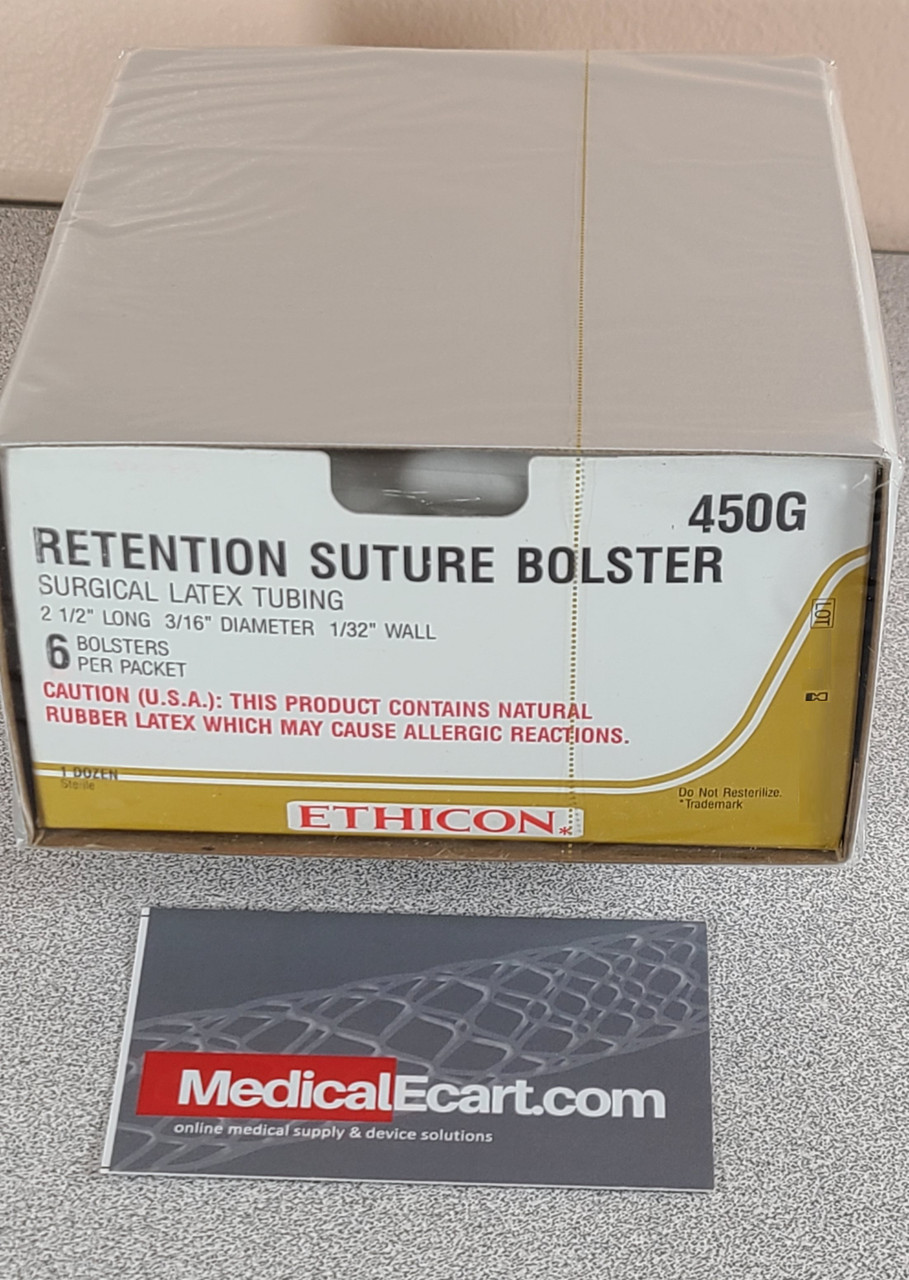 450G
RETENTION SUTURE BOLSTER
SURGICAL LATEX TUBING
2 1/2" LONG 3/16" DIAMETER 1/32" WALL
6 BOLSTERS
PER PACKET
CAUTION (U.S.A.): THIS PRODUCT CONTAINS NATURAL
RUBBER LATEX WHICH MAY CAUSE ALLERGIC REACTIONS.
LOT
1 DOZEN
Sterile
Do Not Resterilize.
*Trademark
ETHICON*
MedicalEcart.com
online medical supply & device solutions